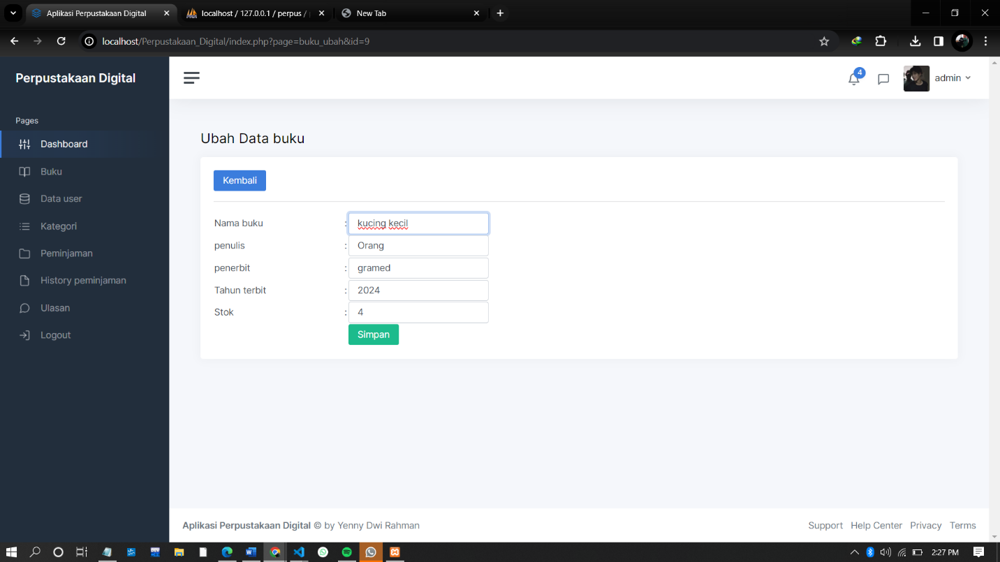 Aplikasi Perpustakaan Digital
localhost / 127.0.0.1 / perpus /
New Tab
localhost/Perpustakaan_Digital/index.php?page=buku_ubah&id=9
Perpustakaan Digital
4
admin
Pages
Dashboard
Buku
Data user
Kategori
Peminjaman
History peminjaman
Ulasan
Logout
Ubah Data buku
Kembali
Nama buku : kucing kecil
penulis : Orang
penerbit : gramed
Tahun terbit : 2024
Stok : 4
Simpan
Aplikasi Perpustakaan Digital © by Yenny Dwi Rahman
Support Help Center Privacy Terms
2:27 PM